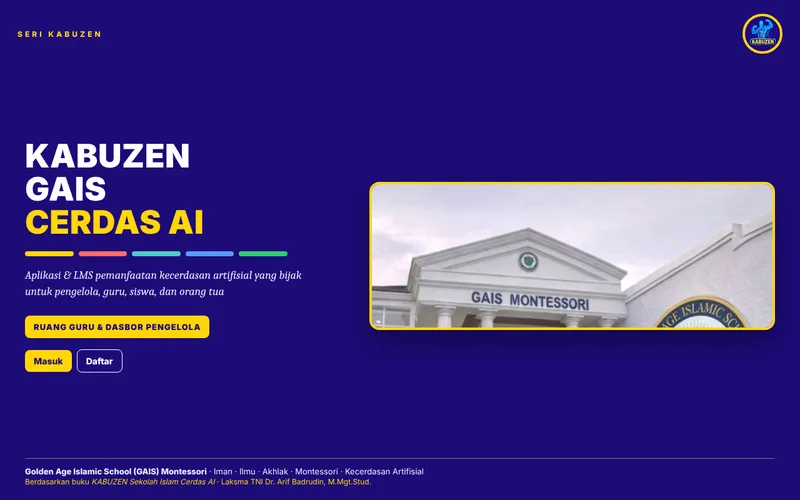 SERI KABUZEN
KABUZEN
KABUZEN
GAIS
CERDAS AI
Aplikasi & LMS pemanfaatan kecerdasan artifisial yang bijak
untuk pengelola, guru, siswa, dan orang tua
RUANG GURU & DASBOR PENGELOLA
Masuk
Daftar
GAIS MONTESSORI
AGE ISLAMIC SC
Golden Age Islamic School (GAIS) Montessori · Iman · Ilmu · Akhlak · Montessori · Kecerdasan Artifisial
Berdasarkan buku KABUZEN Sekolah Islam Cerdas AI · Laksma TNI Dr. Arif Badrudin, M.Mgt.Stud.